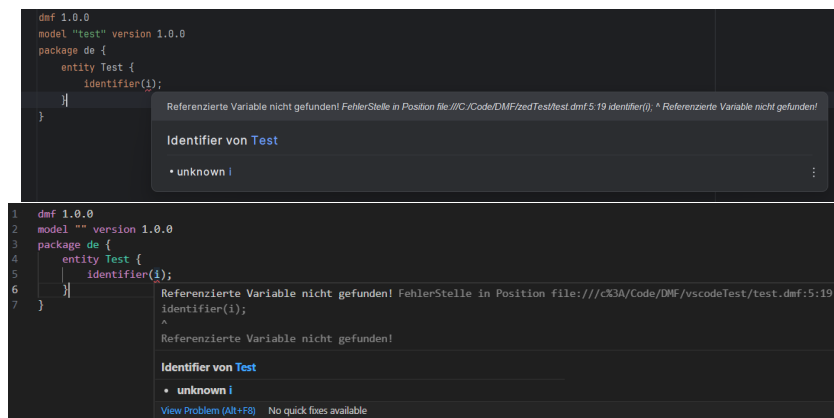 dmf 1.0.0
model "test" version 1.0.0
package de {
entity Test {
identifier(i);
}
Referenzierte Variable nicht gefunden! FehlerStelle in Position file:///C:/Code/DMF/zedTest/test.dmf:5:19 identifier(i); ^ Referenzierte Variable nicht gefunden!
}
Identifier von Test
• unknown i
1 dmf 1.0.0
2 model "" version 1.0.0
3 package de {
4 entity Test {
5 identifier(i);
6 }
7 }
Referenzierte Variable nicht gefunden! FehlerStelle in Position file:///c%3A/Code/DMF/vscodeTest/test.dmf:5:19
identifier(i);
^
Referenzierte Variable nicht gefunden!
Identifier von Test
• unknown i
View Problem (Alt+F8) No quick fixes available